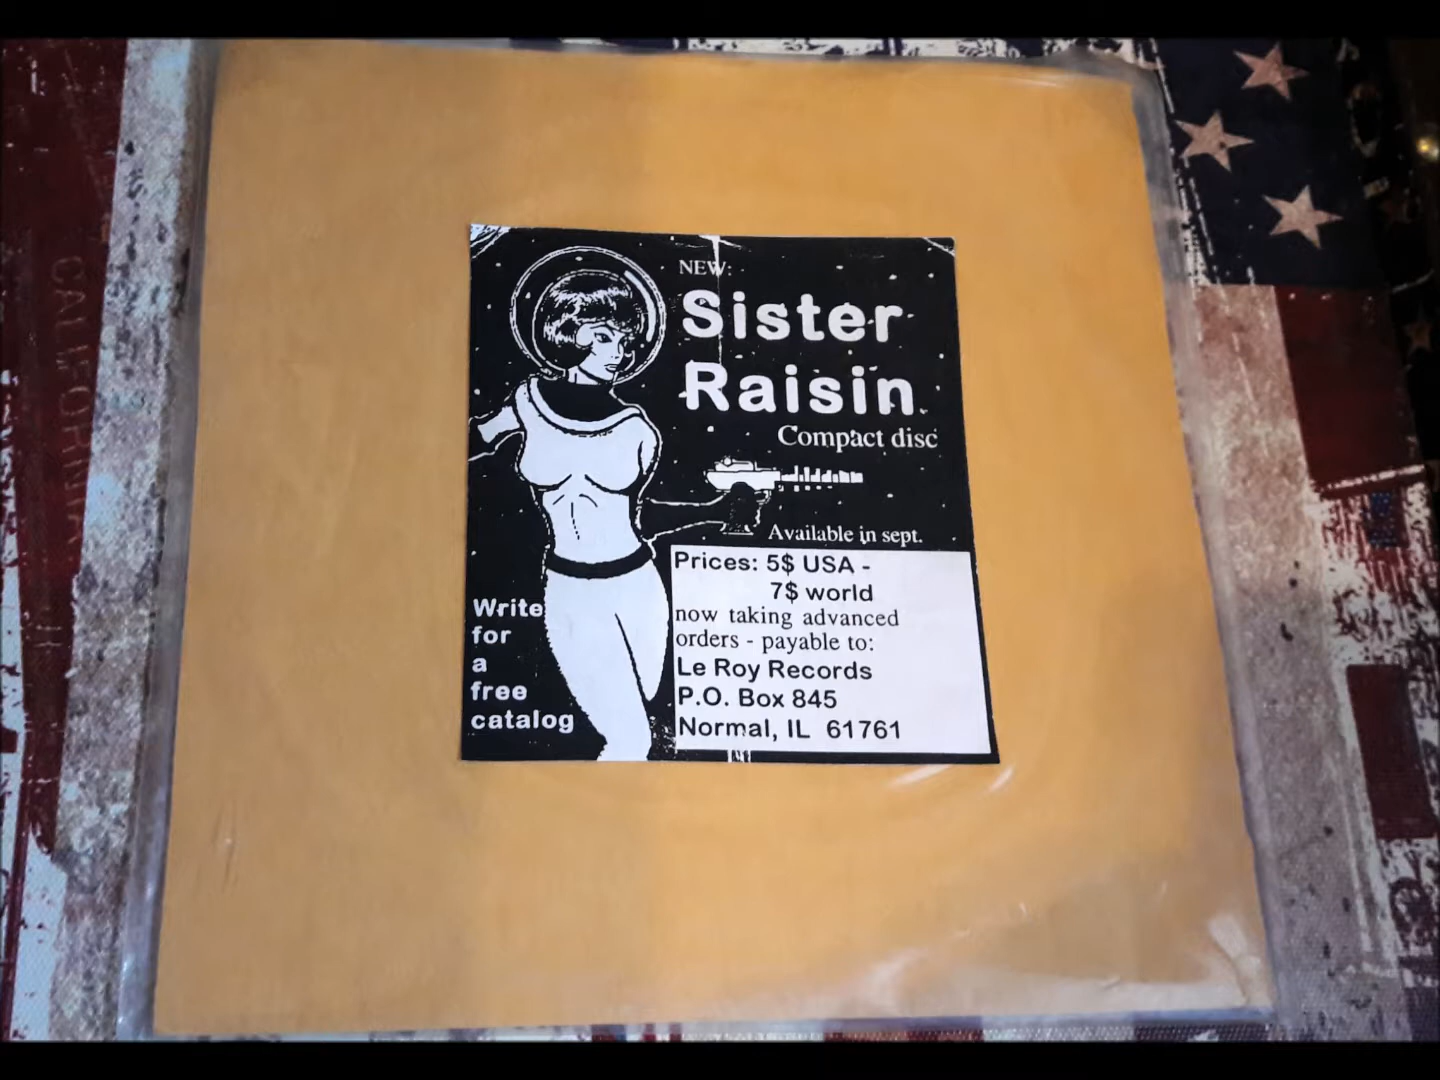 NEW:
Sister
Raisin
Compact disc
Available in sept.
Prices: 5$ USA -
7$ world
now taking advanced
orders - payable to:
Le Roy Records
P.O. Box 845
Normal, IL 61761
Write
for
a
free
catalog
CALIFORNIA